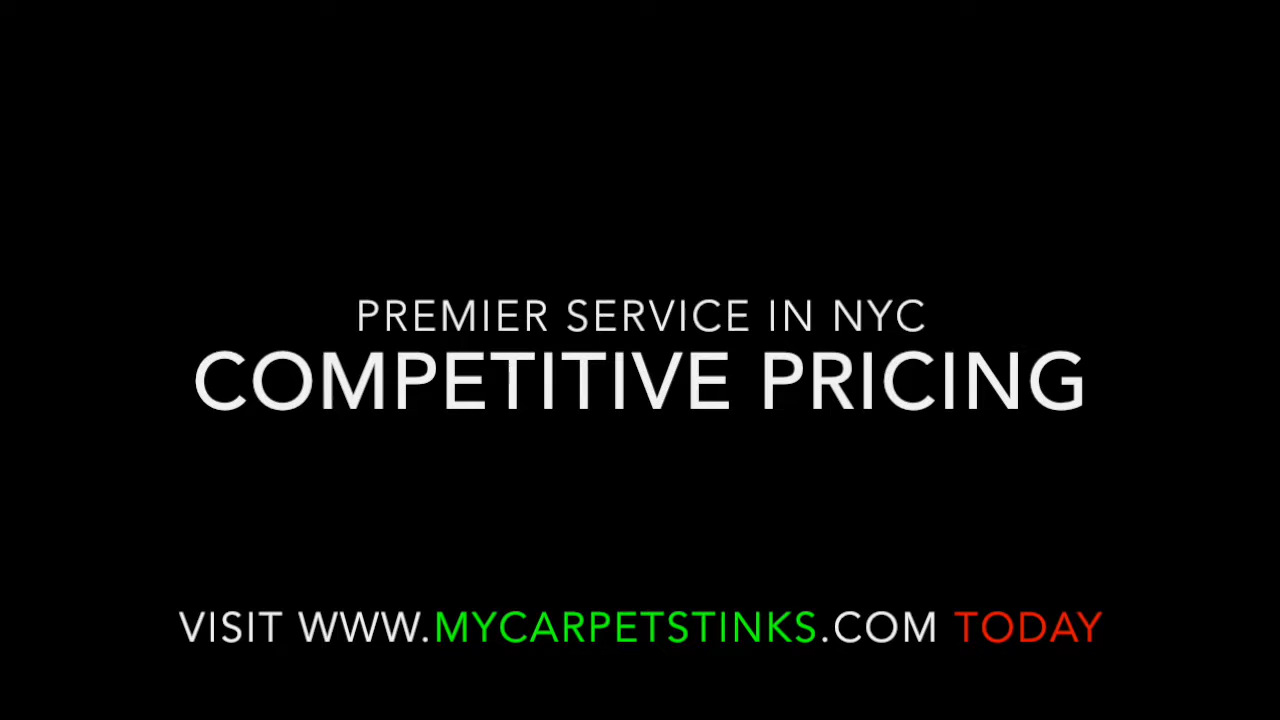 PREMIER SERVICE IN NYC
COMPETITIVE PRICING
VISIT WWW.MYCARPETSTINKS.COM TODAY